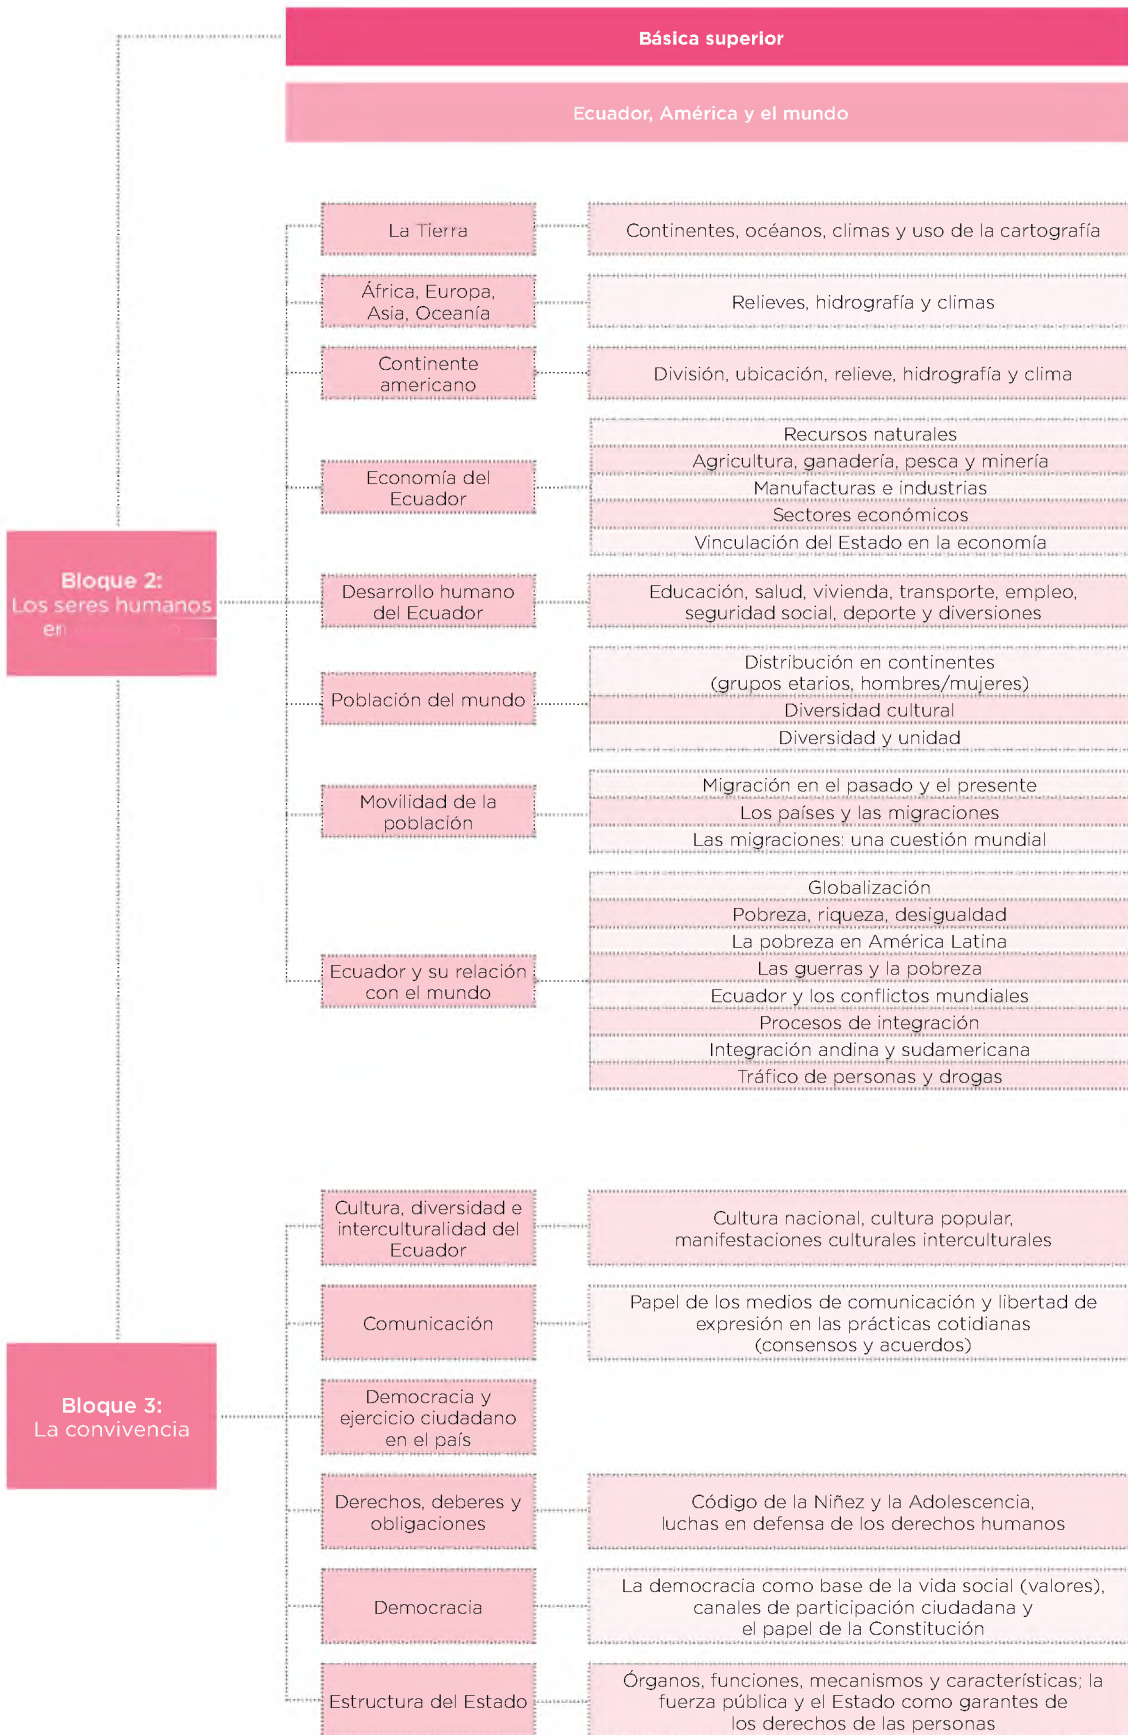 Básica superior
Ecuador, América y el mundo
Bloque 2:
Los seres humanos
en
La Tierra
Continentes, océanos, climas y uso de la cartografía
África, Europa,
Asia, Oceanía
Relieves, hidrografía y climas
Continente
americano
División, ubicación, relieve, hidrografía y clima
Economía del
Ecuador
Recursos naturales
Agricultura, ganadería, pesca y minería
Manufacturas e industrias
Sectores económicos
Vinculación del Estado en la economía
Desarrollo humano
del Ecuador
Educación, salud, vivienda, transporte, empleo,
seguridad social, deporte y diversiones
Población del mundo
Distribución en continentes
(grupos etarios, hombres/mujeres)
Diversidad cultural
Diversidad y unidad
Movilidad de la
población
Migración en el pasado y el presente
Los países y las migraciones
Las migraciones: una cuestión mundial
Ecuador y su relación
con el mundo
Globalización
Pobreza, riqueza, desigualdad
La pobreza en América Latina
Las guerras y la pobreza
Ecuador y los conflictos mundiales
Procesos de integración
Integración andina y sudamericana
Tráfico de personas y drogas
Bloque 3:
La convivencia
Cultura, diversidad e
interculturalidad del
Ecuador
Cultura nacional, cultura popular,
manifestaciones culturales interculturales
Comunicación
Papel de los medios de comunicación y libertad de
expresión en las prácticas cotidianas
(consensos y acuerdos)
Democracia y
ejercicio ciudadano
en el país
Derechos, deberes y
obligaciones
Código de la Niñez y la Adolescencia,
luchas en defensa de los derechos humanos
Democracia
La democracia como base de la vida social (valores),
canales de participación ciudadana y
el papel de la Constitución
Estructura del Estado
Órganos, funciones, mecanismos y características; la
fuerza pública y el Estado como garantes de
los derechos de las personas